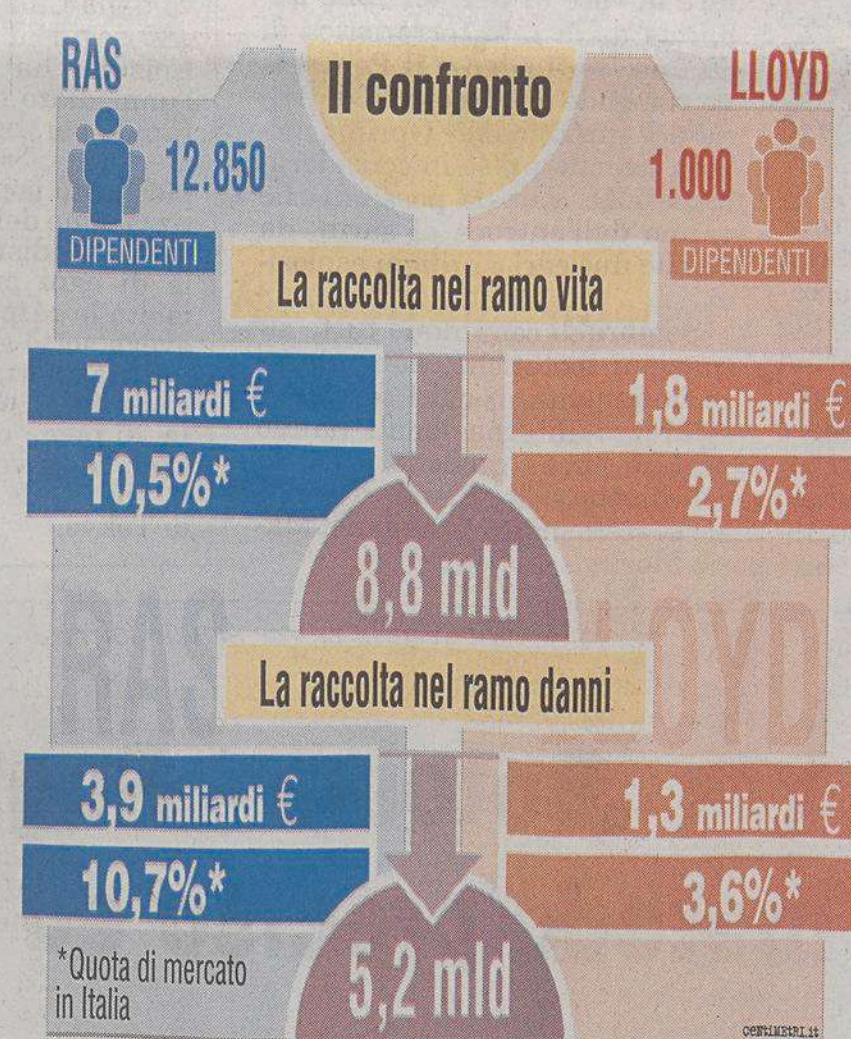 RAS
Il confronto
LLOYD
12.850
1.000
DIPENDENTI
DIPENDENTI
La raccolta nel ramo vita
7 miliardi €
1,8 miliardi €
10,5%*
2,7%*
8,8 mld
RAS
LLOYD
La raccolta nel ramo danni
3,9 miliardi €
1,3 miliardi €
10,7%*
3,6%*
5,2 mld
*Quota di mercato
in Italia
CENTIMETRI.it